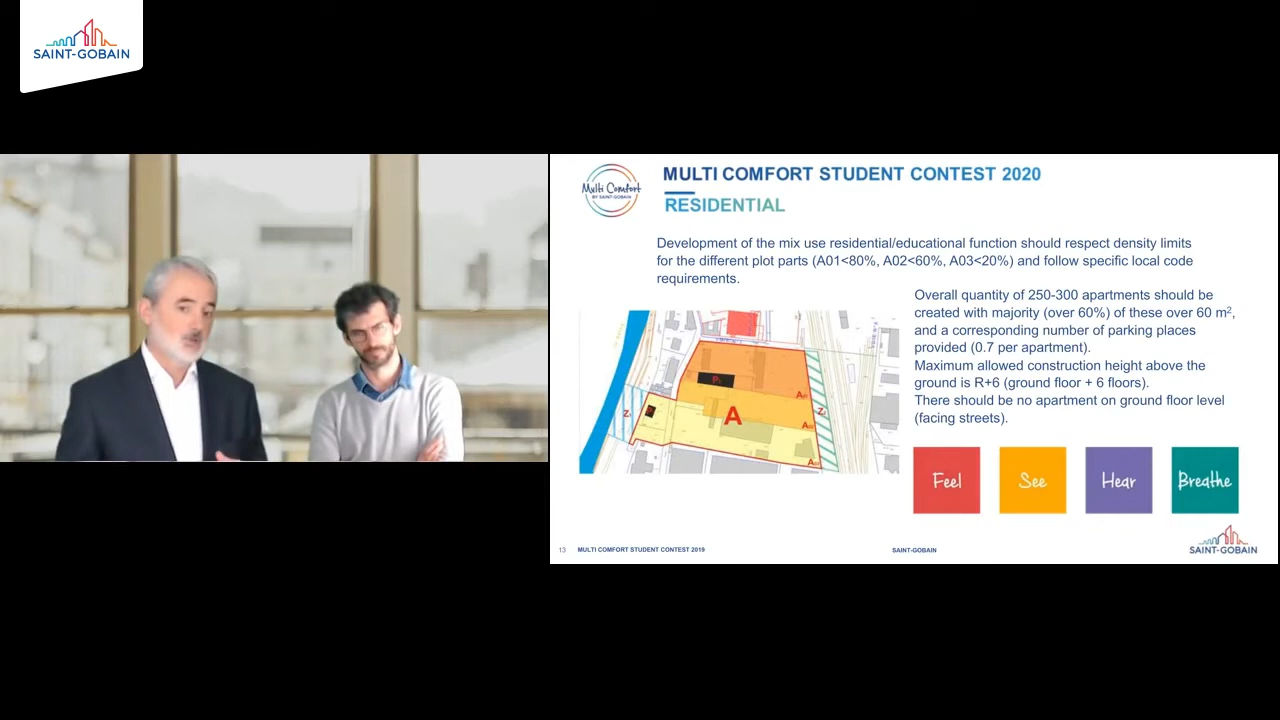 SAINT-GOBAIN
Multi Comfort
BY SAINT-GOBAIN
MULTI COMFORT STUDENT CONTEST 2020
RESIDENTIAL
Development of the mix use residential/educational function should respect density limits
for the different plot parts (A01<80%, A02<60%, A03<20%) and follow specific local code
requirements.
Overall quantity of 250-300 apartments should be
created with majority (over 60%) of these over 60 m²,
and a corresponding number of parking places
provided (0.7 per apartment).
Maximum allowed construction height above the
ground is R+6 (ground floor + 6 floors).
There should be no apartment on ground floor level
(facing streets).
A
Feel
See
Hear
Breathe
13
MULTI COMFORT STUDENT CONTEST 2019
SAINT-GOBAIN
SAINT-GOBAIN